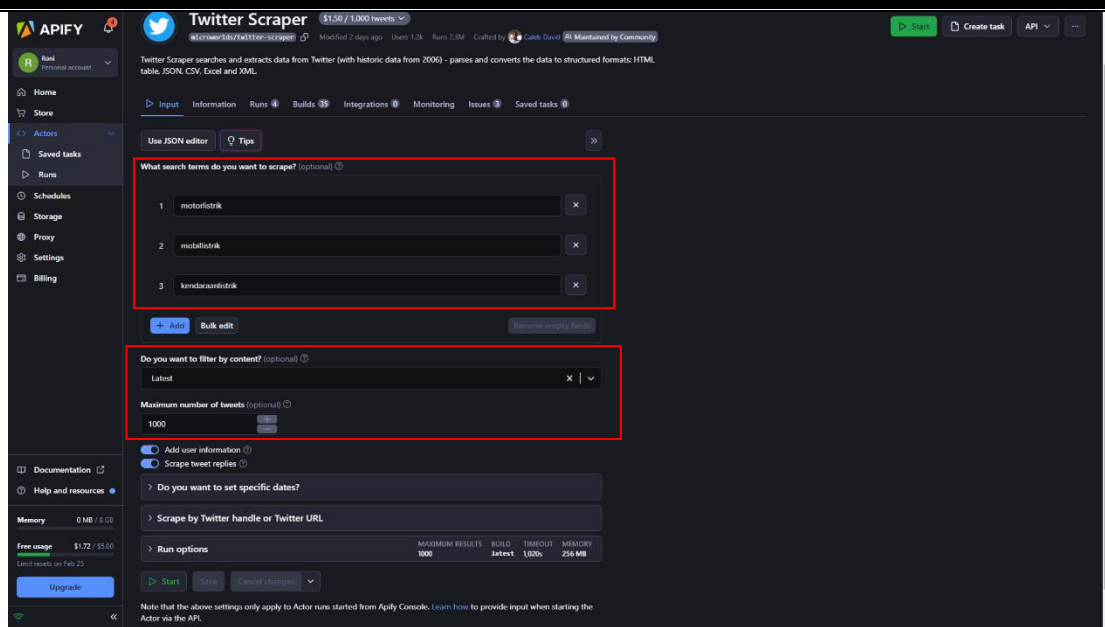 APIFY
Roni
Personal account
Home
Store
Actors
Saved tasks
Runs
Schedules
Storage
Proxy
Settings
Billing
Documentation
Help and resources
Memory 0 MB / 8 GB
Free usage $1.72 / $5.00
Limit resets on Feb 25
Upgrade
Twitter Scraper $1.50 / 1,000 tweets
microworlds/twitter-scraper Modified 2 days ago Users 1.2k Runs 2.3M Crafted by Caleb David Maintained by Community
Start Create task API ...
Twitter Scraper searches and extracts data from Twitter (with historic data from 2006) - parses and converts the data to structured formats: HTML
table, JSON, CSV, Excel and XML.
Input Information Runs 4 Builds 35 Integrations 0 Monitoring Issues 3 Saved tasks 0
Use JSON editor Tips
What search terms do you want to scrape? (optional)
1 motorlistrik
2 mobillistrik
3 kendaraanlistrik
+ Add Bulk edit Remove empty fields
Do you want to filter by content? (optional)
Latest
Maximum number of tweets (optional)
1000
Add user information
Scrape tweet replies
Do you want to set specific dates?
Scrape by Twitter handle or Twitter URL
Run options
MAXIMUM RESULTS BUILD TIMEOUT MEMORY
1000 latest 1,020s 256 MB
Start Save Cancel changes
Note that the above settings only apply to Actor runs started from Apify Console. Learn how to provide input when starting the
Actor via the API.